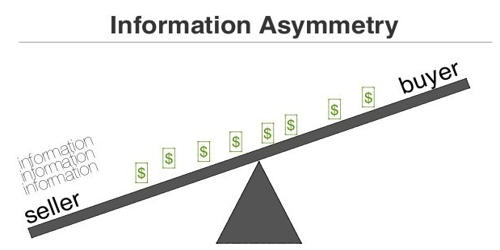 Information Asymmetry
buyer
$ $ $ $ $ $ $ $
information
information
information
seller